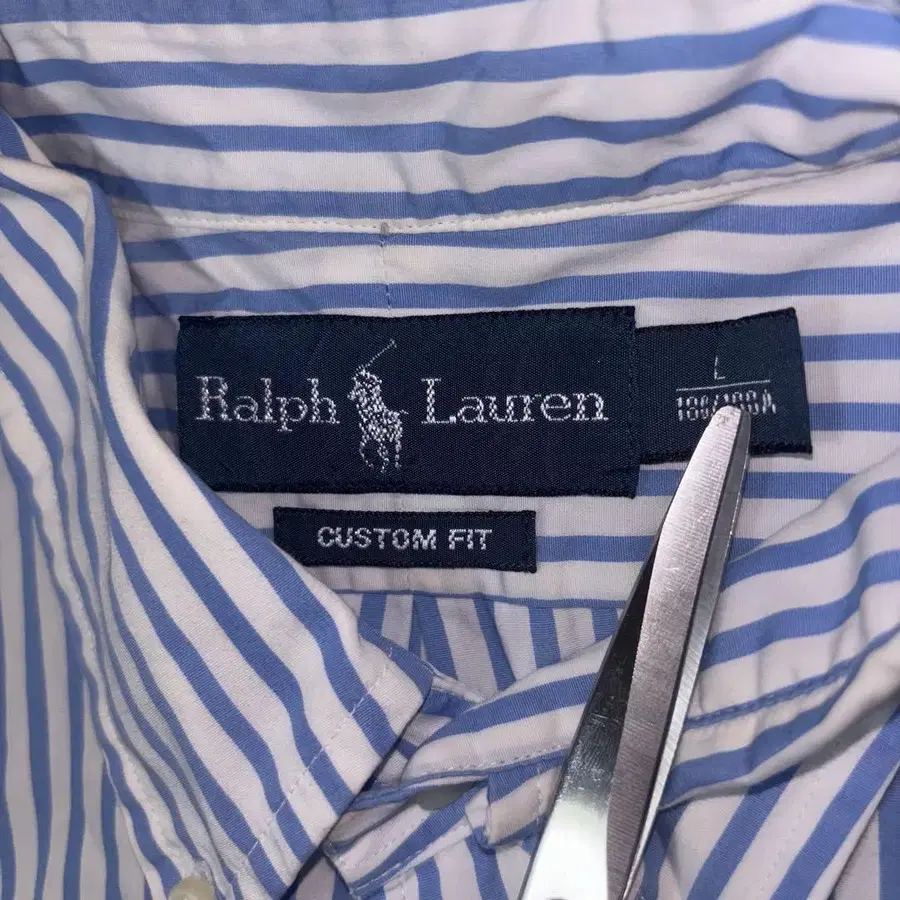 Ralph Lauren
L
CUSTOM FIT